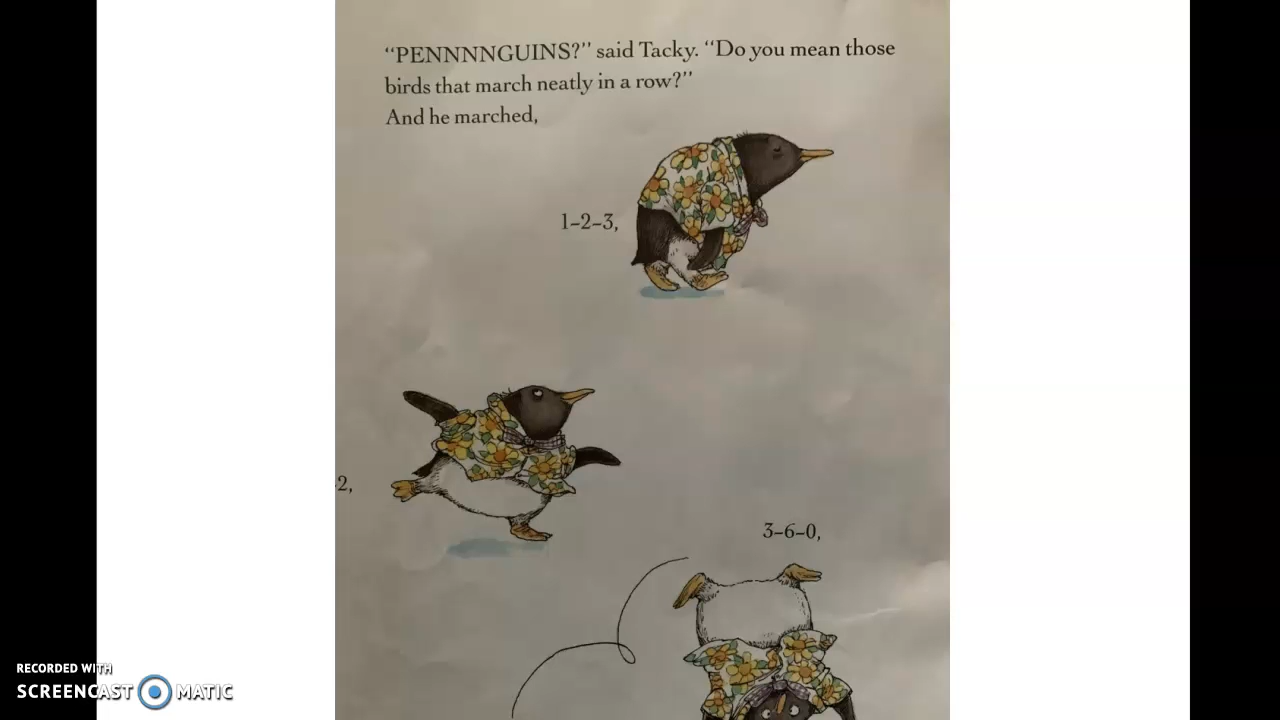 “PENNNNGUINS?” said Tacky. “Do you mean those
birds that march neatly in a row?”
And he marched,
1–2–3,
2,
3–6–0,
RECORDED WITH
SCREENCAST MATIC